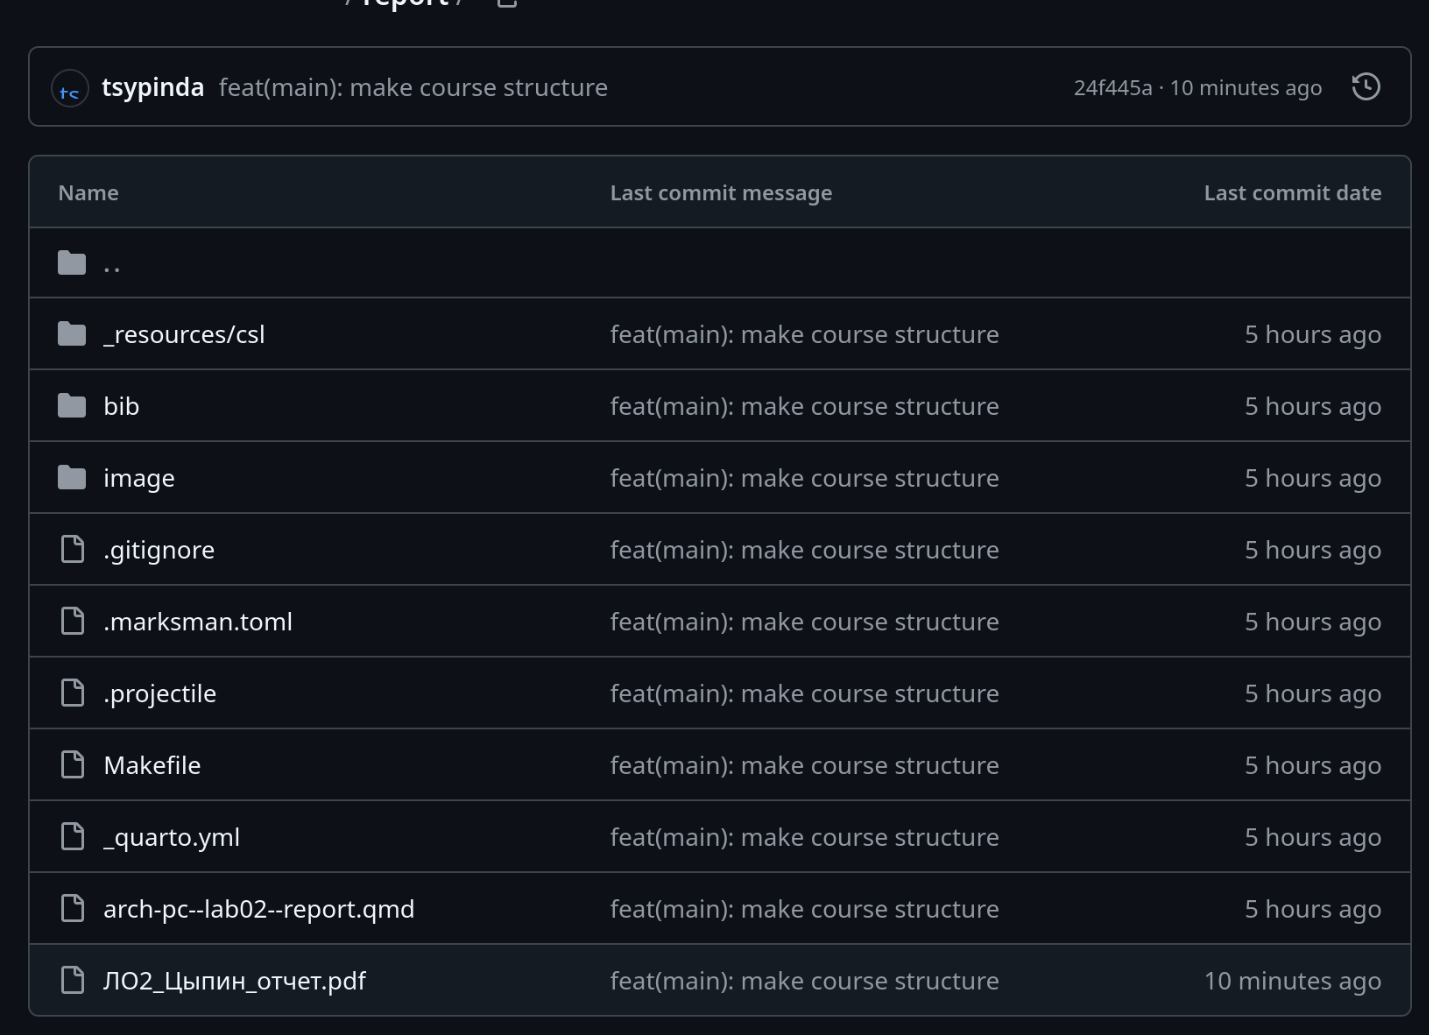 / report /
tsypinda feat(main): make course structure 24f445a · 10 minutes ago
Name Last commit message Last commit date
..
_resources/csl feat(main): make course structure 5 hours ago
bib feat(main): make course structure 5 hours ago
image feat(main): make course structure 5 hours ago
.gitignore feat(main): make course structure 5 hours ago
.marksman.toml feat(main): make course structure 5 hours ago
.projectile feat(main): make course structure 5 hours ago
Makefile feat(main): make course structure 5 hours ago
_quarto.yml feat(main): make course structure 5 hours ago
arch-pc--lab02--report.qmd feat(main): make course structure 5 hours ago
ЛО2_Цыпин_отчет.pdf feat(main): make course structure 10 minutes ago